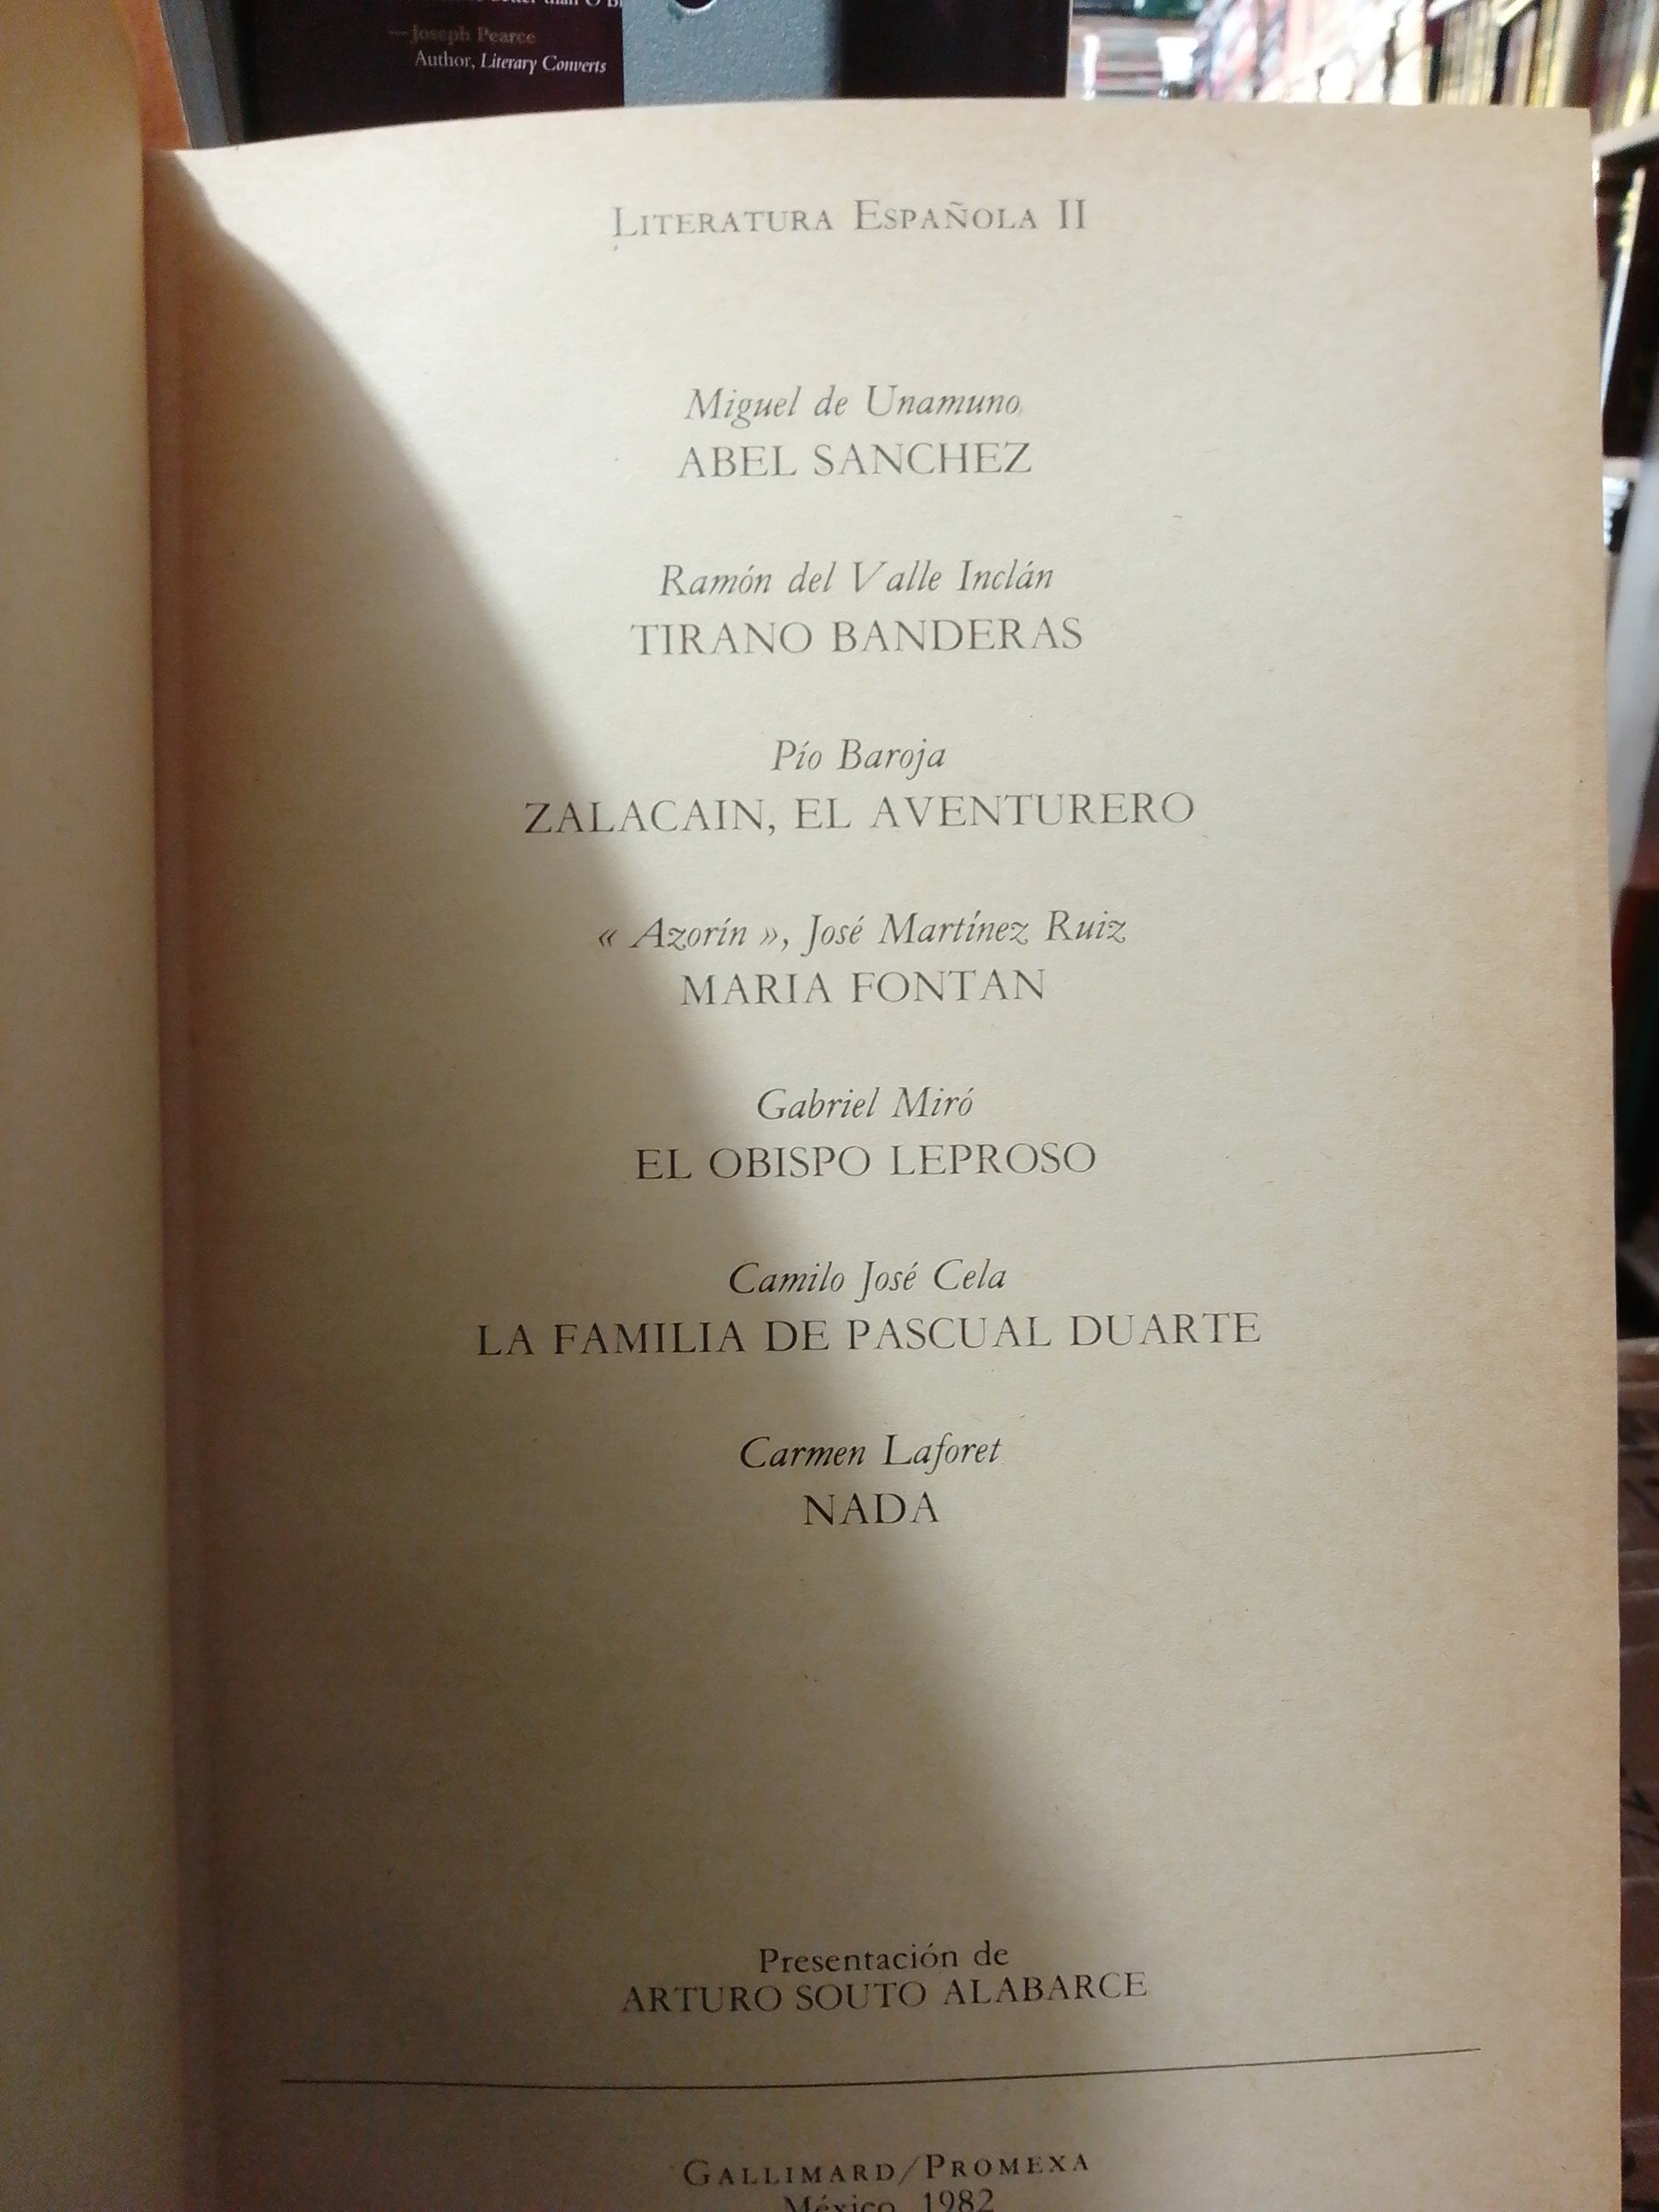 —Joseph Pearce
Author, Literary Converts
LITERATURA ESPAÑOLA II
Miguel de Unamuno
ABEL SANCHEZ
Ramón del Valle Inclán
TIRANO BANDERAS
Pío Baroja
ZALACAIN, EL AVENTURERO
« Azorín », José Martínez Ruiz
MARIA FONTAN
Gabriel Miró
EL OBISPO LEPROSO
Camilo José Cela
LA FAMILIA DE PASCUAL DUARTE
Carmen Laforet
NADA
Presentación de
ARTURO SOUTO ALABARCE
GALLIMARD/PROMEXA
México, 1982